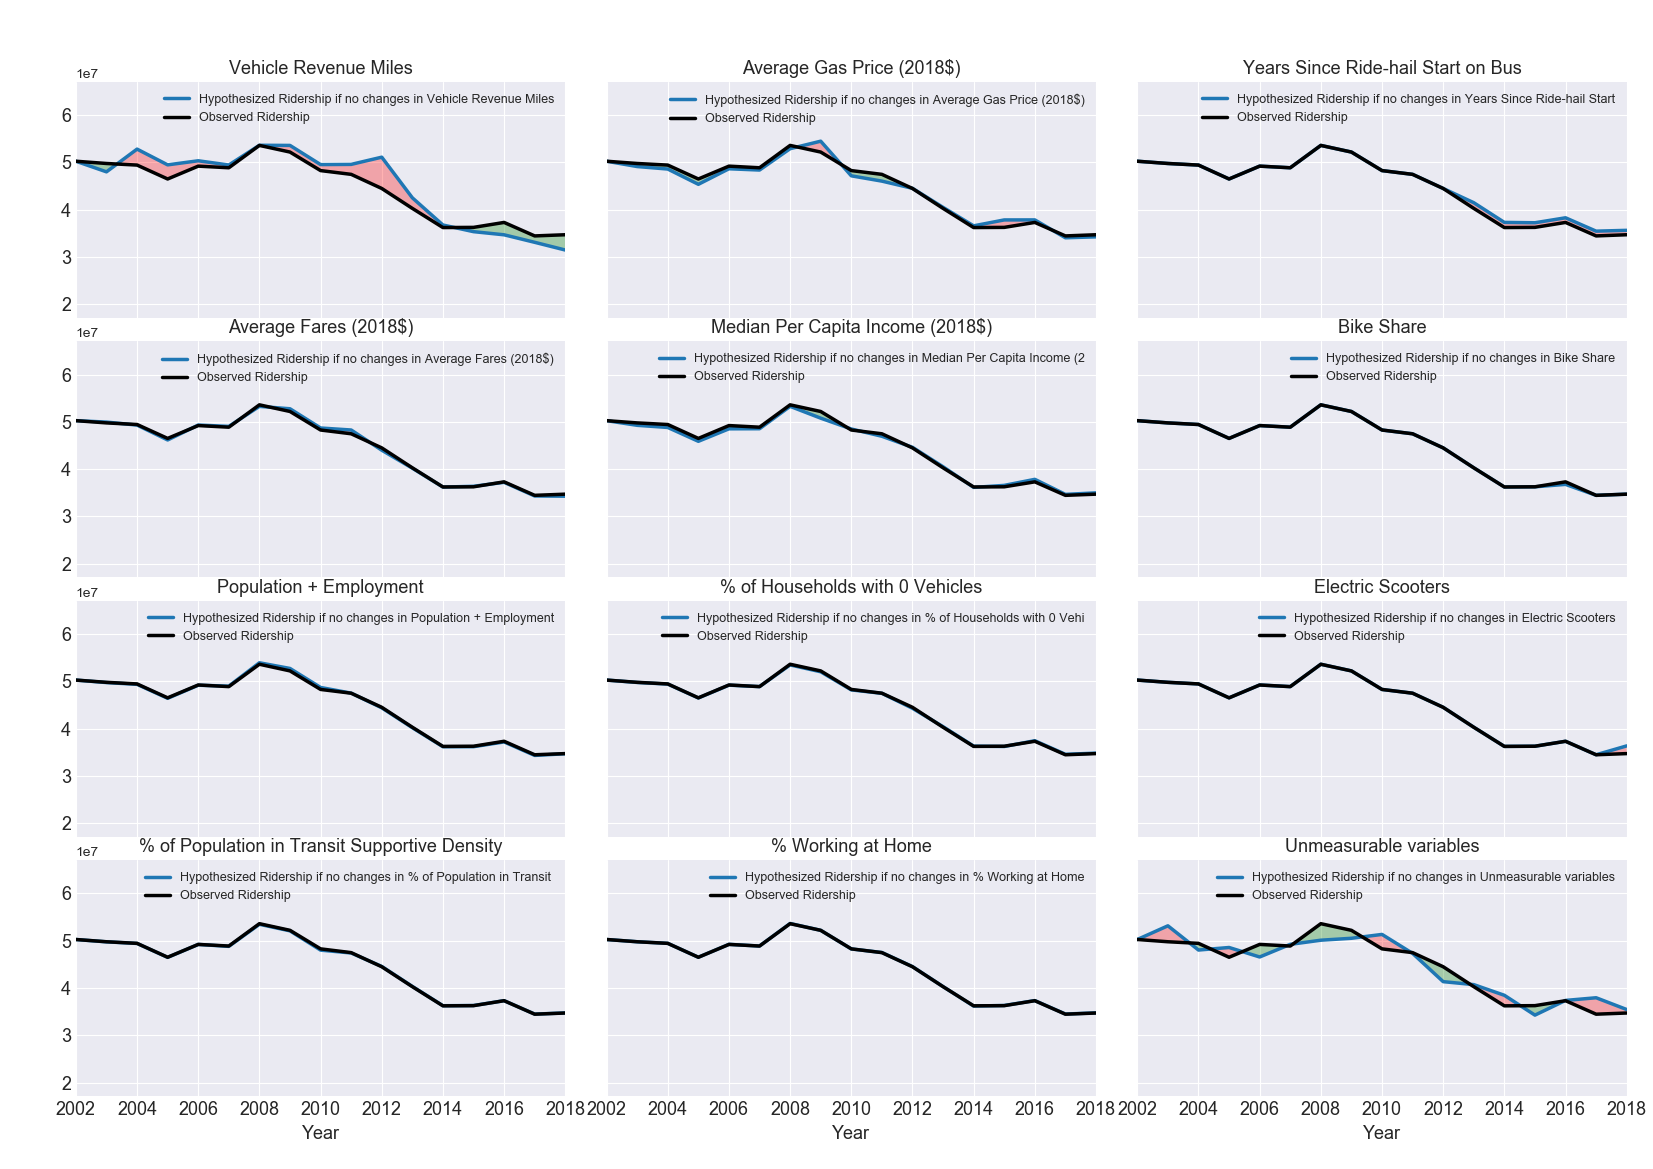 Vehicle Revenue Miles
1e7
Hypothesized Ridership if no changes in Vehicle Revenue Miles
Observed Ridership
6
5
4
3
2
Average Gas Price (2018$)
Hypothesized Ridership if no changes in Average Gas Price (2018$)
Observed Ridership
Years Since Ride-hail Start on Bus
Hypothesized Ridership if no changes in Years Since Ride-hail Start
Observed Ridership
Average Fares (2018$)
1e7
Hypothesized Ridership if no changes in Average Fares (2018$)
Observed Ridership
6
5
4
3
2
Median Per Capita Income (2018$)
Hypothesized Ridership if no changes in Median Per Capita Income (2
Observed Ridership
Bike Share
Hypothesized Ridership if no changes in Bike Share
Observed Ridership
Population + Employment
1e7
Hypothesized Ridership if no changes in Population + Employment
Observed Ridership
6
5
4
3
2
% of Households with 0 Vehicles
Hypothesized Ridership if no changes in % of Households with 0 Vehi
Observed Ridership
Electric Scooters
Hypothesized Ridership if no changes in Electric Scooters
Observed Ridership
% of Population in Transit Supportive Density
1e7
Hypothesized Ridership if no changes in % of Population in Transit
Observed Ridership
6
5
4
3
2
2002 2004 2006 2008 2010 2012 2014 2016 2018
Year
% Working at Home
Hypothesized Ridership if no changes in % Working at Home
Observed Ridership
2002 2004 2006 2008 2010 2012 2014 2016 2018
Year
Unmeasurable variables
Hypothesized Ridership if no changes in Unmeasurable variables
Observed Ridership
2002 2004 2006 2008 2010 2012 2014 2016 2018
Year